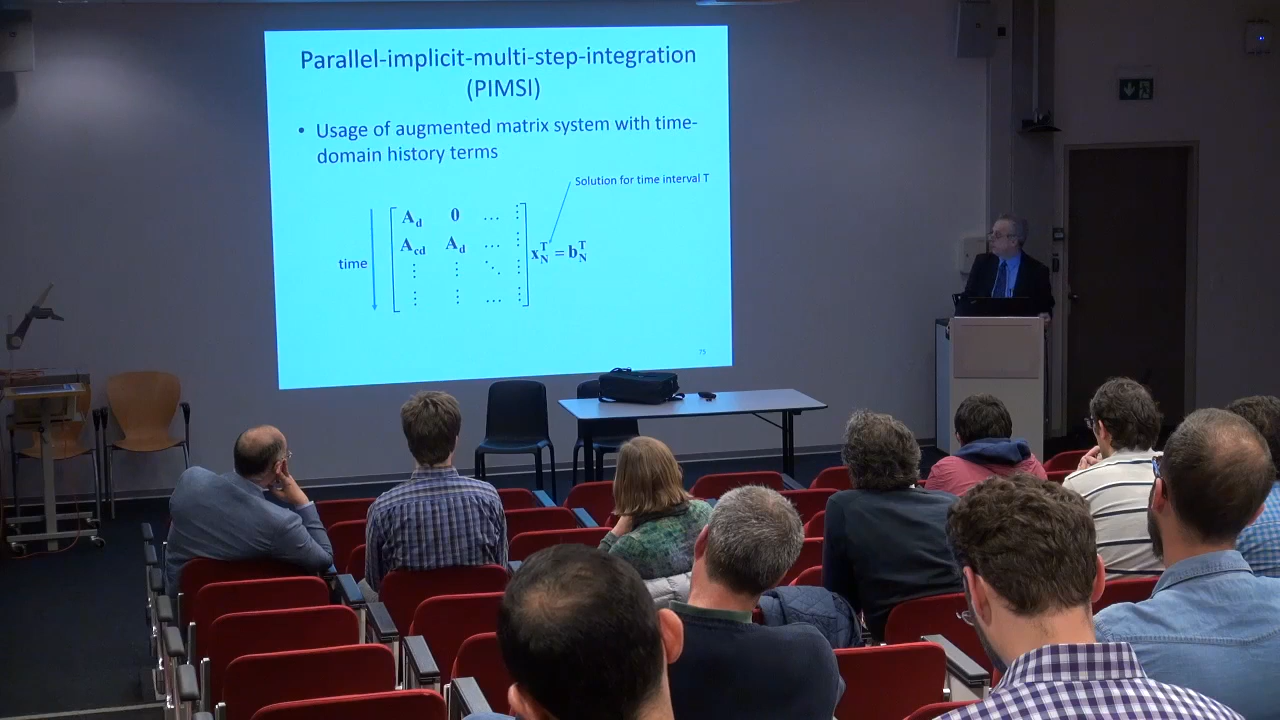 Parallel-implicit-multi-step-integration
(PIMSI)
• Usage of augmented matrix system with time-
domain history terms
Solution for time interval T
time
A_d 0 … ⋮
A_cd A_d … ⋮
⋮ ⋮ ⋱ ⋮
⋮ ⋮ … ⋮
x_N^T = b_N^T
75